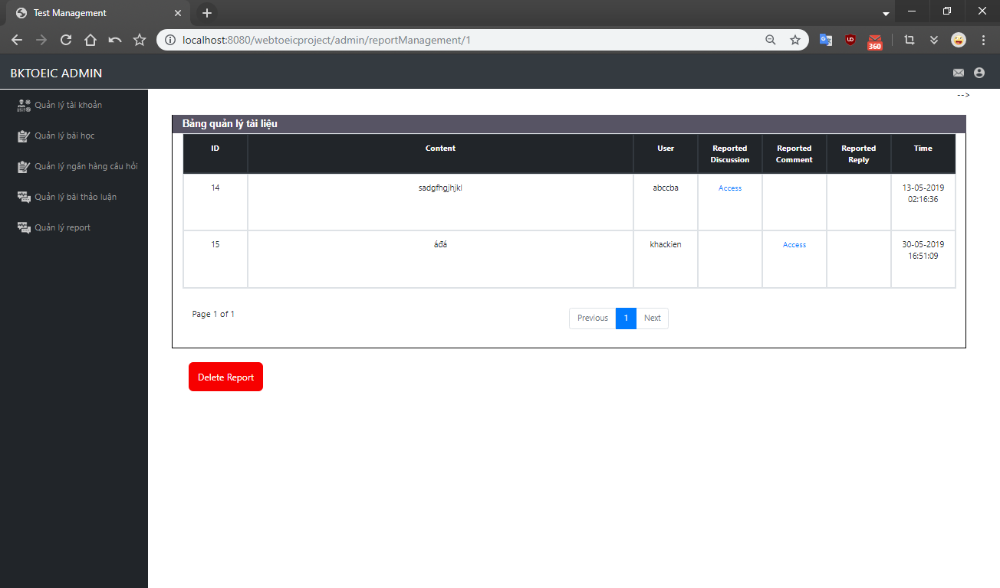 Test Management
localhost:8080/webtoeicproject/admin/reportManagement/1
360
BKTOEIC ADMIN
-->
Quản lý tài khoản
Quản lý bài học
Quản lý ngân hàng câu hỏi
Quản lý bài thảo luận
Quản lý report
Bảng quản lý tài liệu
ID Content User Reported Discussion Reported Comment Reported Reply Time
14 sadgfhgjhjkl abccba Access 13-05-2019 02:16:36
15 áđá khackien Access 30-05-2019 16:51:09
Page 1 of 1
Previous 1 Next
Delete Report